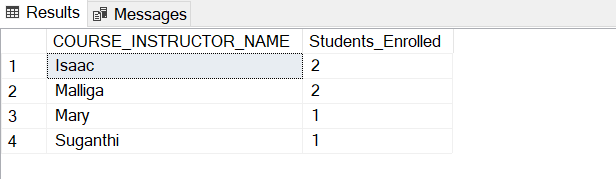 Results Messages
COURSE_INSTRUCTOR_NAME Students_Enrolled
1 Isaac 2
2 Malliga 2
3 Mary 1
4 Suganthi 1